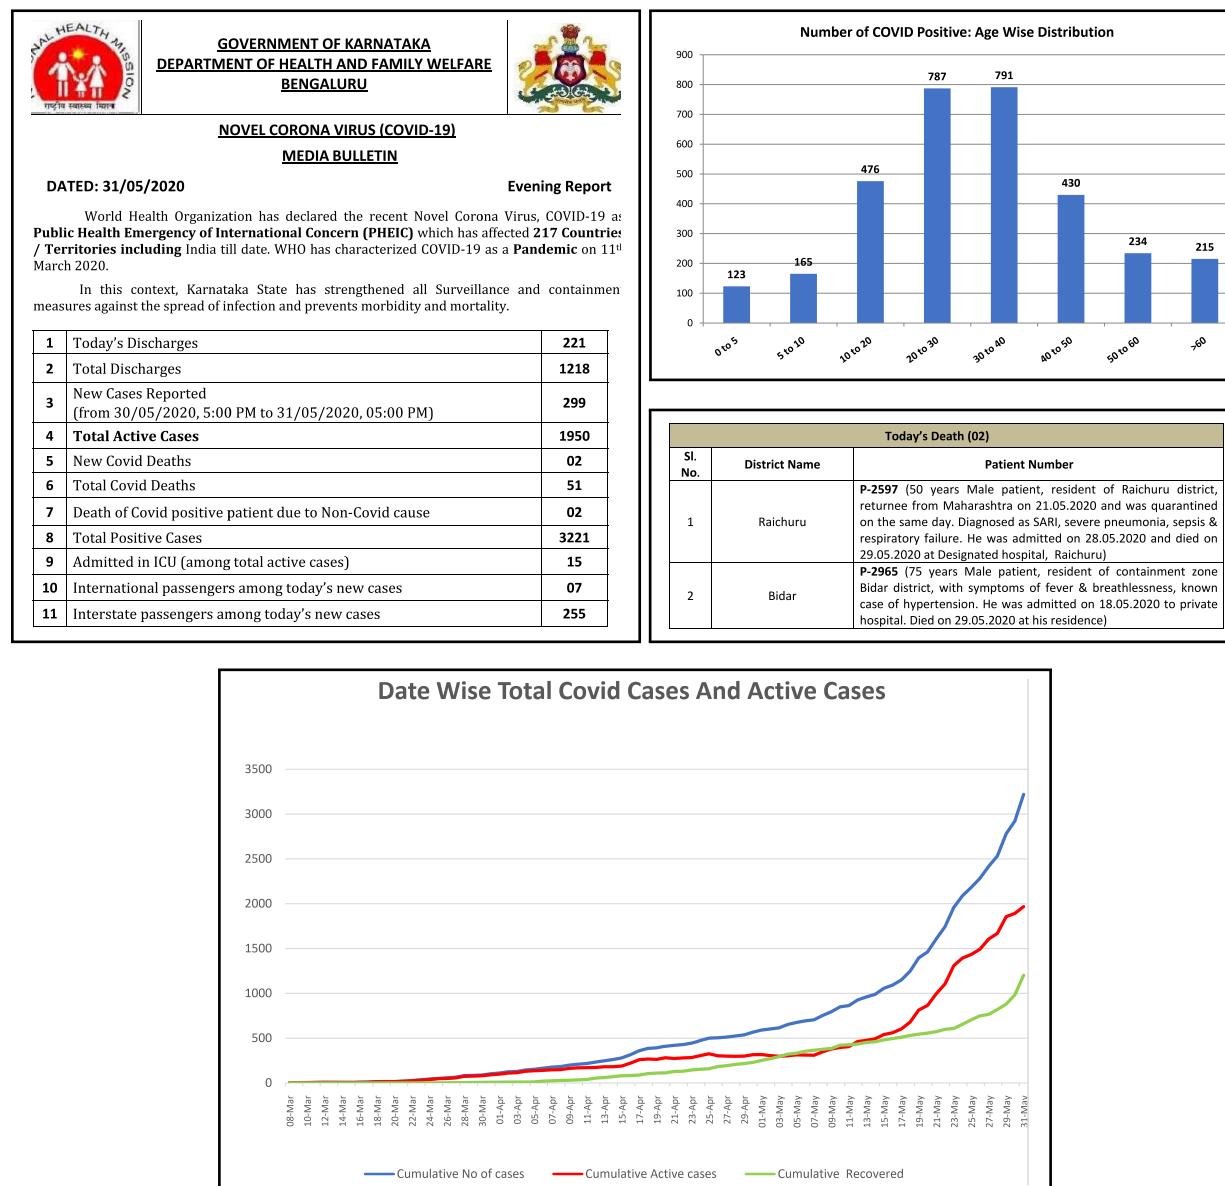 NAL HEALTH MISSION
राष्ट्रीय स्वास्थ्य मिशन
GOVERNMENT OF KARNATAKA
DEPARTMENT OF HEALTH AND FAMILY WELFARE
BENGALURU
NOVEL CORONA VIRUS (COVID-19)
MEDIA BULLETIN
DATED: 31/05/2020 Evening Report
World Health Organization has declared the recent Novel Corona Virus, COVID-19 as
Public Health Emergency of International Concern (PHEIC) which has affected 217 Countries
/ Territories including India till date. WHO has characterized COVID-19 as a Pandemic on 11th
March 2020.
In this context, Karnataka State has strengthened all Surveillance and containmen
measures against the spread of infection and prevents morbidity and mortality.
1 Today's Discharges 221
2 Total Discharges 1218
3 New Cases Reported
(from 30/05/2020, 5:00 PM to 31/05/2020, 05:00 PM) 299
4 Total Active Cases 1950
5 New Covid Deaths 02
6 Total Covid Deaths 51
7 Death of Covid positive patient due to Non-Covid cause 02
8 Total Positive Cases 3221
9 Admitted in ICU (among total active cases) 15
10 International passengers among today's new cases 07
11 Interstate passengers among today's new cases 255
Number of COVID Positive: Age Wise Distribution
900
800
700
600
500
400
300
200
100
0
123 165 476 787 791 430 234 215
0 to 5 5 to 10 10 to 20 20 to 30 30 to 40 40 to 50 50 to 60 >60
Today's Death (02)
Sl. No. District Name Patient Number
1 Raichuru P-2597 (50 years Male patient, resident of Raichuru district,
returnee from Maharashtra on 21.05.2020 and was quarantined
on the same day. Diagnosed as SARI, severe pneumonia, sepsis &
respiratory failure. He was admitted on 28.05.2020 and died on
29.05.2020 at Designated hospital, Raichuru)
2 Bidar P-2965 (75 years Male patient, resident of containment zone
Bidar district, with symptoms of fever & breathlessness, known
case of hypertension. He was admitted on 18.05.2020 to private
hospital. Died on 29.05.2020 at his residence)
Date Wise Total Covid Cases And Active Cases
3500
3000
2500
2000
1500
1000
500
0
08-Mar 10-Mar 12-Mar 14-Mar 16-Mar 18-Mar 20-Mar 22-Mar 24-Mar 26-Mar 28-Mar 30-Mar 01-Apr 03-Apr 05-Apr 07-Apr 09-Apr 11-Apr 13-Apr 15-Apr 17-Apr 19-Apr 21-Apr 23-Apr 25-Apr 27-Apr 29-Apr 01-May 03-May 05-May 07-May 09-May 11-May 13-May 15-May 17-May 19-May 21-May 23-May 25-May 27-May 29-May 31-May
Cumulative No of cases Cumulative Active cases Cumulative Recovered